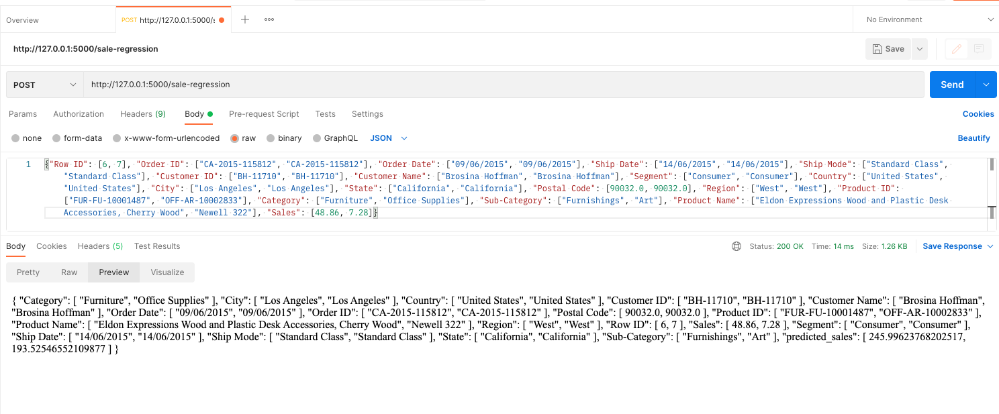 Overview
POST http://127.0.0.1:5000/s
No Environment
http://127.0.0.1:5000/sale-regression
Save
POST
http://127.0.0.1:5000/sale-regression
Send
Params Authorization Headers (9) Body Pre-request Script Tests Settings
Cookies
none form-data x-www-form-urlencoded raw binary GraphQL JSON
Beautify
1 {"Row ID": [6, 7], "Order ID": ["CA-2015-115812", "CA-2015-115812"], "Order Date": ["09/06/2015", "09/06/2015"], "Ship Date": ["14/06/2015", "14/06/2015"], "Ship Mode": ["Standard Class",
"Standard Class"], "Customer ID": ["BH-11710", "BH-11710"], "Customer Name": ["Brosina Hoffman", "Brosina Hoffman"], "Segment": ["Consumer", "Consumer"], "Country": ["United States",
"United States"], "City": ["Los Angeles", "Los Angeles"], "State": ["California", "California"], "Postal Code": [90032.0, 90032.0], "Region": ["West", "West"], "Product ID":
["FUR-FU-10001487", "OFF-AR-10002833"], "Category": ["Furniture", "Office Supplies"], "Sub-Category": ["Furnishings", "Art"], "Product Name": ["Eldon Expressions Wood and Plastic Desk
Accessories, Cherry Wood", "Newell 322"], "Sales": [48.86, 7.28]}
Body Cookies Headers (5) Test Results
Status: 200 OK Time: 14 ms Size: 1.26 KB Save Response
Pretty Raw Preview Visualize
{ "Category": [ "Furniture", "Office Supplies" ], "City": [ "Los Angeles", "Los Angeles" ], "Country": [ "United States", "United States" ], "Customer ID": [ "BH-11710", "BH-11710" ], "Customer Name": [ "Brosina Hoffman",
"Brosina Hoffman" ], "Order Date": [ "09/06/2015", "09/06/2015" ], "Order ID": [ "CA-2015-115812", "CA-2015-115812" ], "Postal Code": [ 90032.0, 90032.0 ], "Product ID": [ "FUR-FU-10001487", "OFF-AR-10002833" ],
"Product Name": [ "Eldon Expressions Wood and Plastic Desk Accessories, Cherry Wood", "Newell 322" ], "Region": [ "West", "West" ], "Row ID": [ 6, 7 ], "Sales": [ 48.86, 7.28 ], "Segment": [ "Consumer", "Consumer" ],
"Ship Date": [ "14/06/2015", "14/06/2015" ], "Ship Mode": [ "Standard Class", "Standard Class" ], "State": [ "California", "California" ], "Sub-Category": [ "Furnishings", "Art" ], "predicted_sales": [ 245.99623768202517,
193.52546552109877 ] }